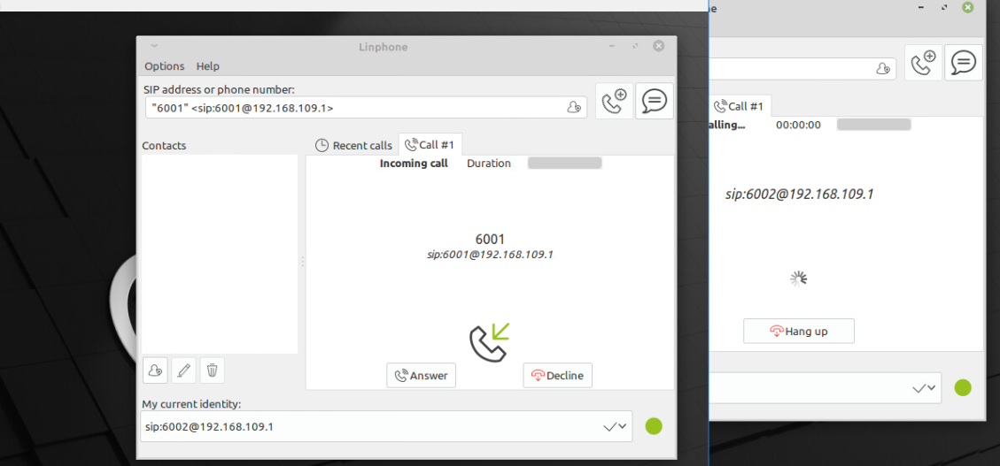 Linphone
Options Help
SIP address or phone number:
"6001" <sip:6001@192.168.109.1>
Contacts
Recent calls
Call #1
Incoming call Duration
6001
sip:6001@192.168.109.1
Answer
Decline
My current identity:
sip:6002@192.168.109.1
ne
Call #1
alling... 00:00:00
sip:6002@192.168.109.1
Hang up